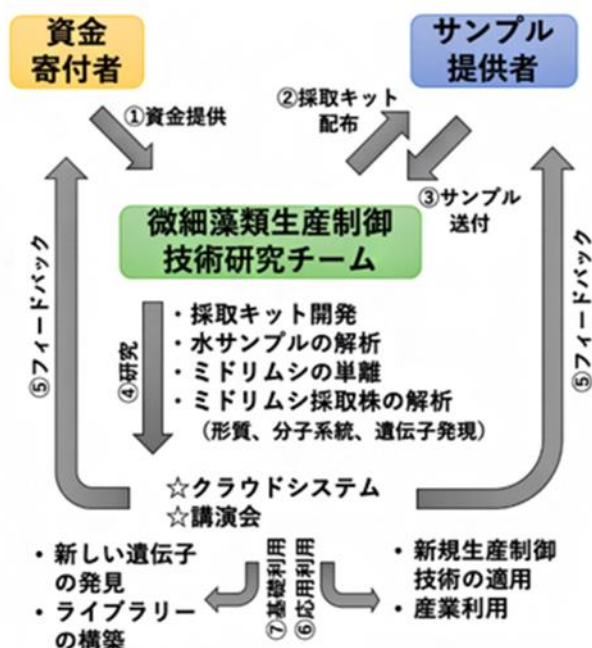 資金
寄付者
サンプル
提供者
①資金提供
②採取キット
配布
③サンプル
送付
微細藻類生産制御
技術研究チーム
⑤フィードバック
④研究
・採取キット開発
・水サンプルの解析
・ミドリムシの単離
・ミドリムシ採取株の解析
（形質、分子系統、遺伝子発現）
⑤フィードバック
☆クラウドシステム
☆講演会
• 新しい遺伝子
の発見
• ライブラリー
の構築
⑦基礎利用
⑥応用利用
• 新規生産制御
技術の適用
• 産業利用